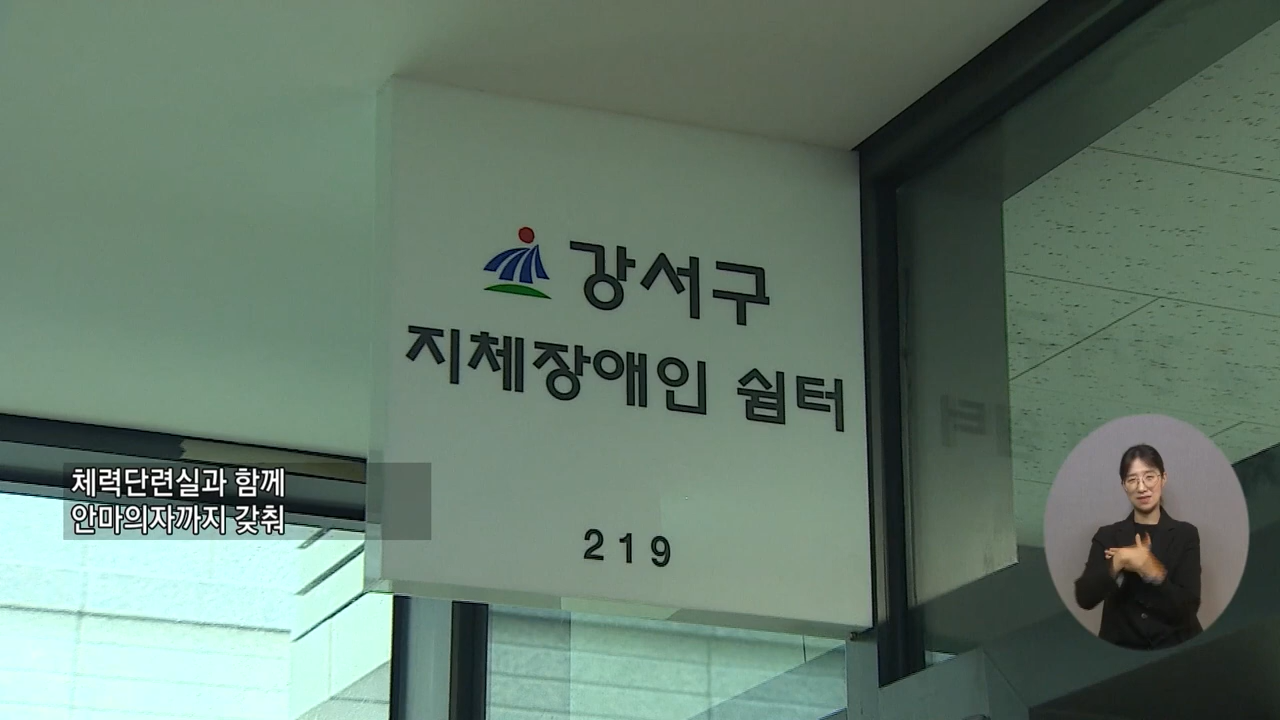 강서구
지체장애인 쉼터
219
체력단련실과 함께
안마의자까지 갖춰